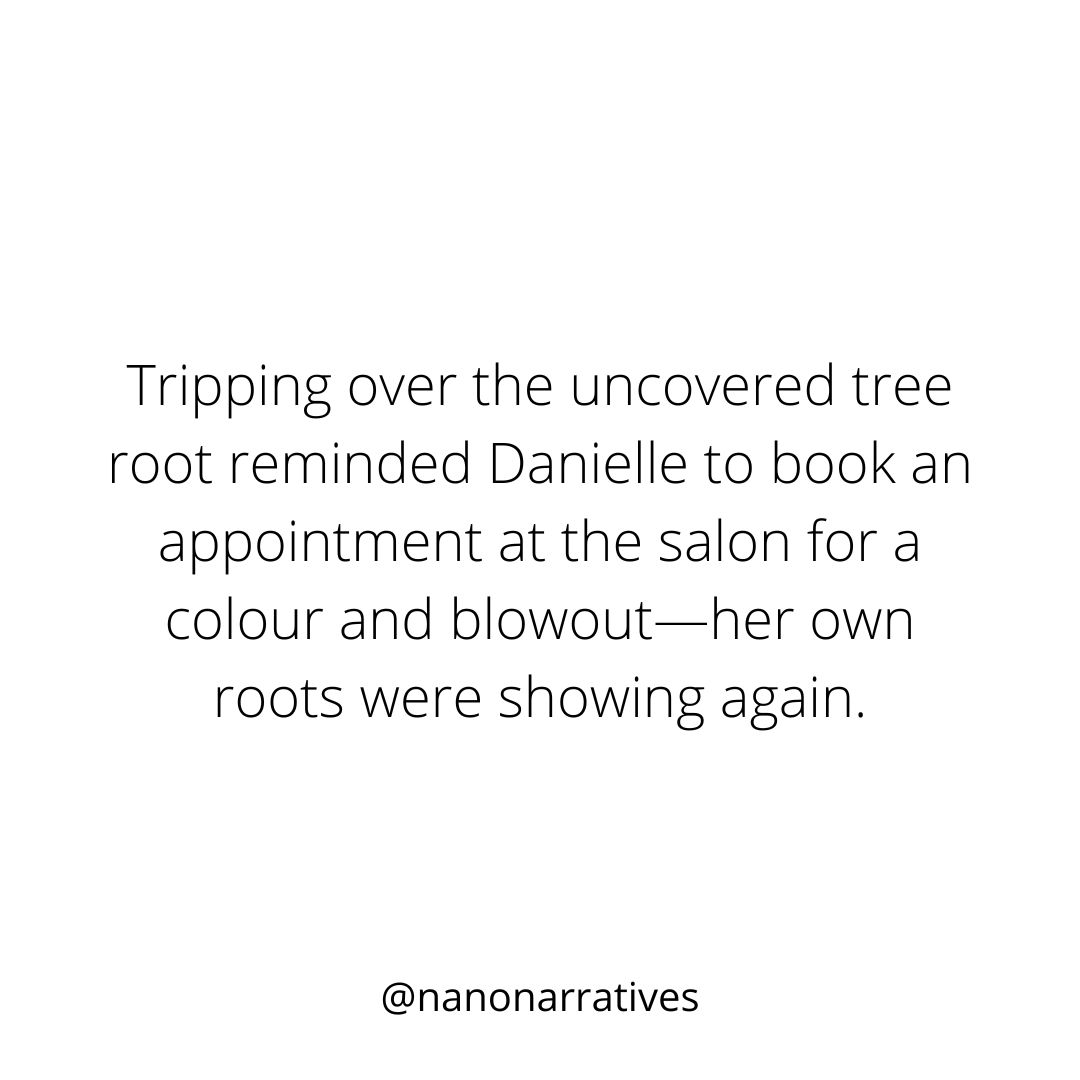 Tripping over the uncovered tree
root reminded Danielle to book an
appointment at the salon for a
colour and blowout—her own
roots were showing again.
@nanonarratives